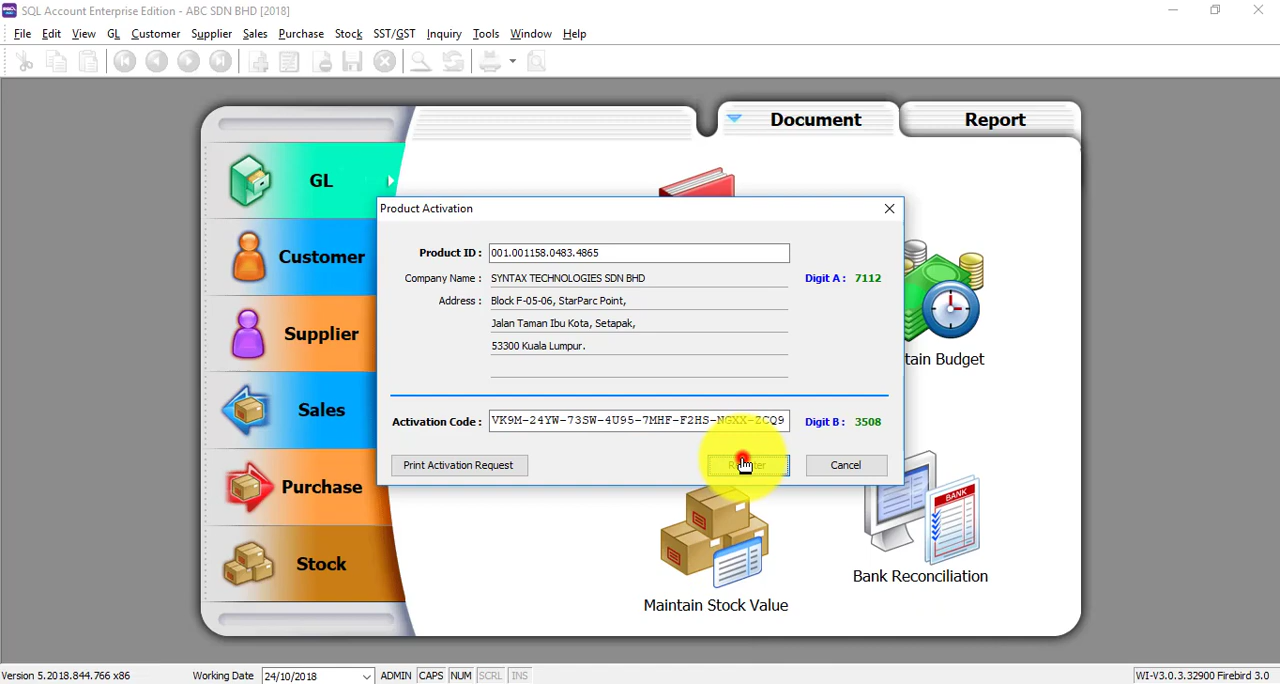 SQL Account Enterprise Edition - ABC SDN BHD [2018]
File Edit View GL Customer Supplier Sales Purchase Stock SST/GST Inquiry Tools Window Help
Document
Report
GL
Customer
Supplier
Sales
Purchase
Stock
Product Activation
Product ID : 001.001158.0483.4865
Company Name : SYNTAX TECHNOLOGIES SDN BHD
Digit A : 7112
Address : Block F-05-06, StarParc Point,
Jalan Taman Ibu Kota, Setapak,
53300 Kuala Lumpur.
Activation Code : VK9M-24YW-73SW-4U95-7MHF-F2HS-NGXX-ZCQ9
Digit B : 3508
Print Activation Request
Cancel
tain Budget
BANK
Bank Reconciliation
Maintain Stock Value
Version 5.2018.844.766 x86
Working Date 24/10/2018 ADMIN CAPS NUM SCRL INS
WI-V3.0.3.32900 Firebird 3.0